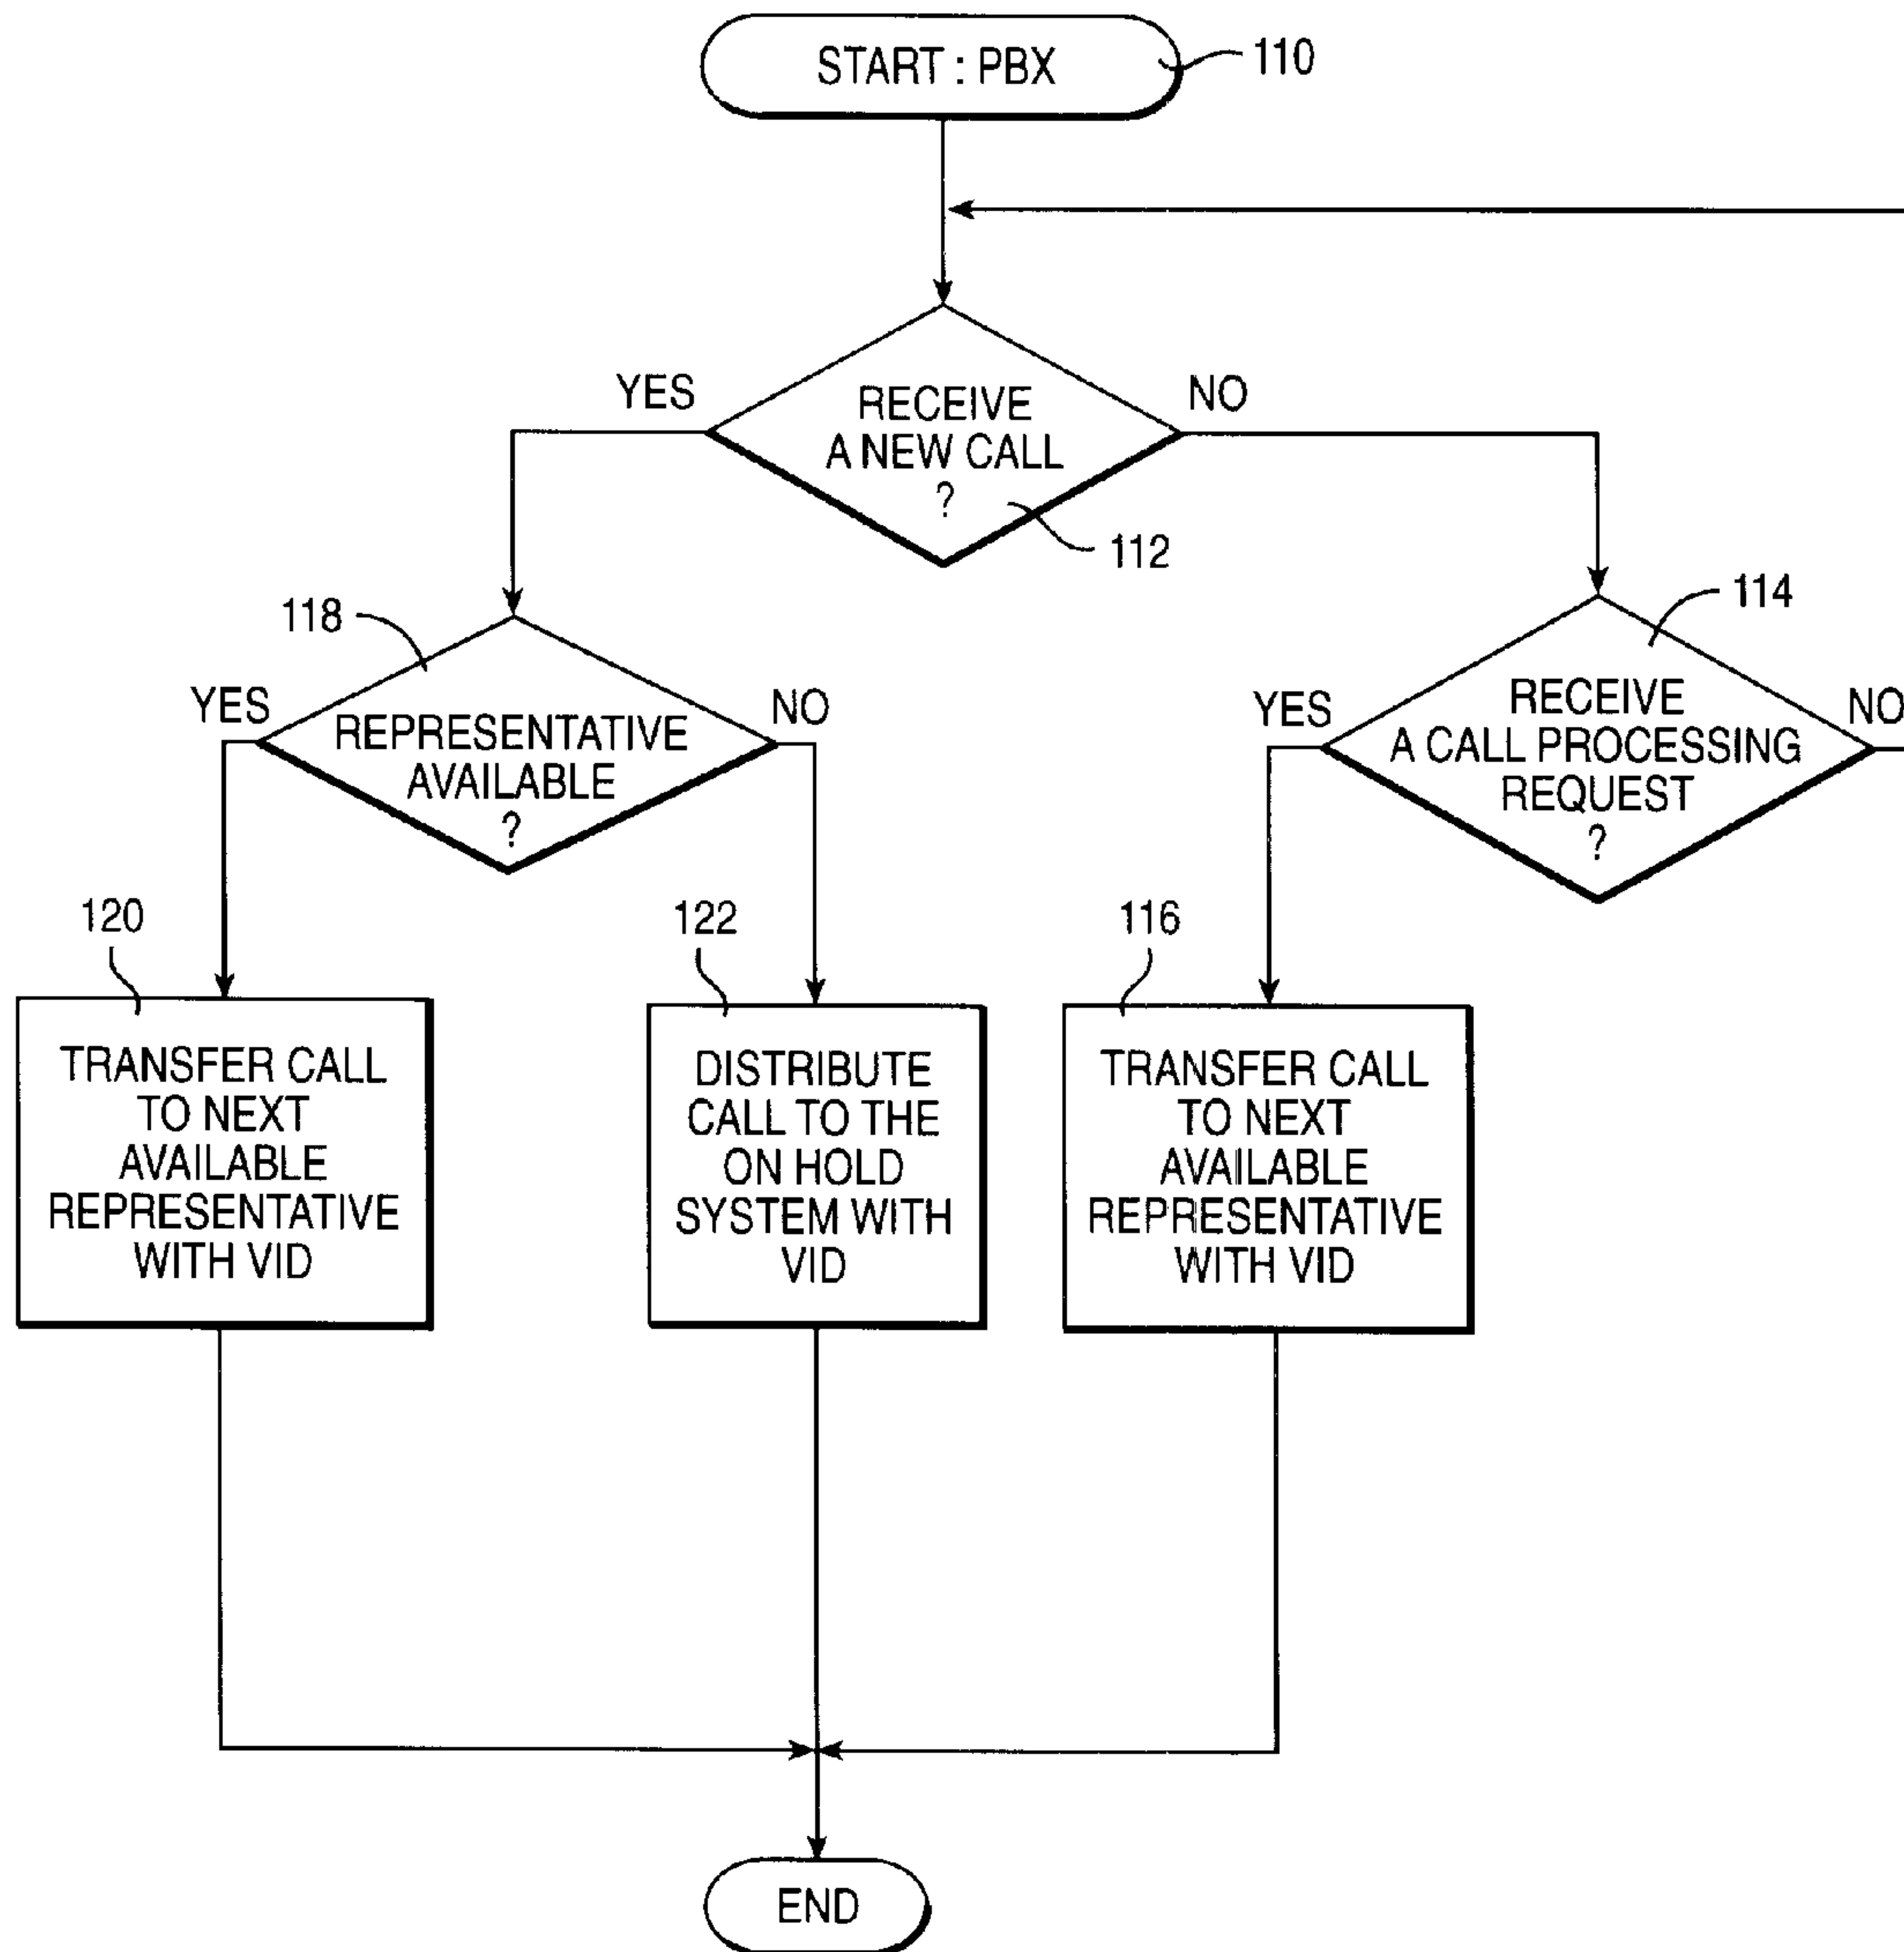 START : PBX
110
YES
NO
RECEIVE
A NEW CALL
?
112
118
114
YES
NO
REPRESENTATIVE
AVAILABLE
?
YES
NO
RECEIVE
A CALL PROCESSING
REQUEST
?
120
122
116
TRANSFER CALL
TO NEXT
AVAILABLE
REPRESENTATIVE
WITH VID
DISTRIBUTE
CALL TO THE
ON HOLD
SYSTEM WITH
VID
TRANSFER CALL
TO NEXT
AVAILABLE
REPRESENTATIVE
WITH VID
END